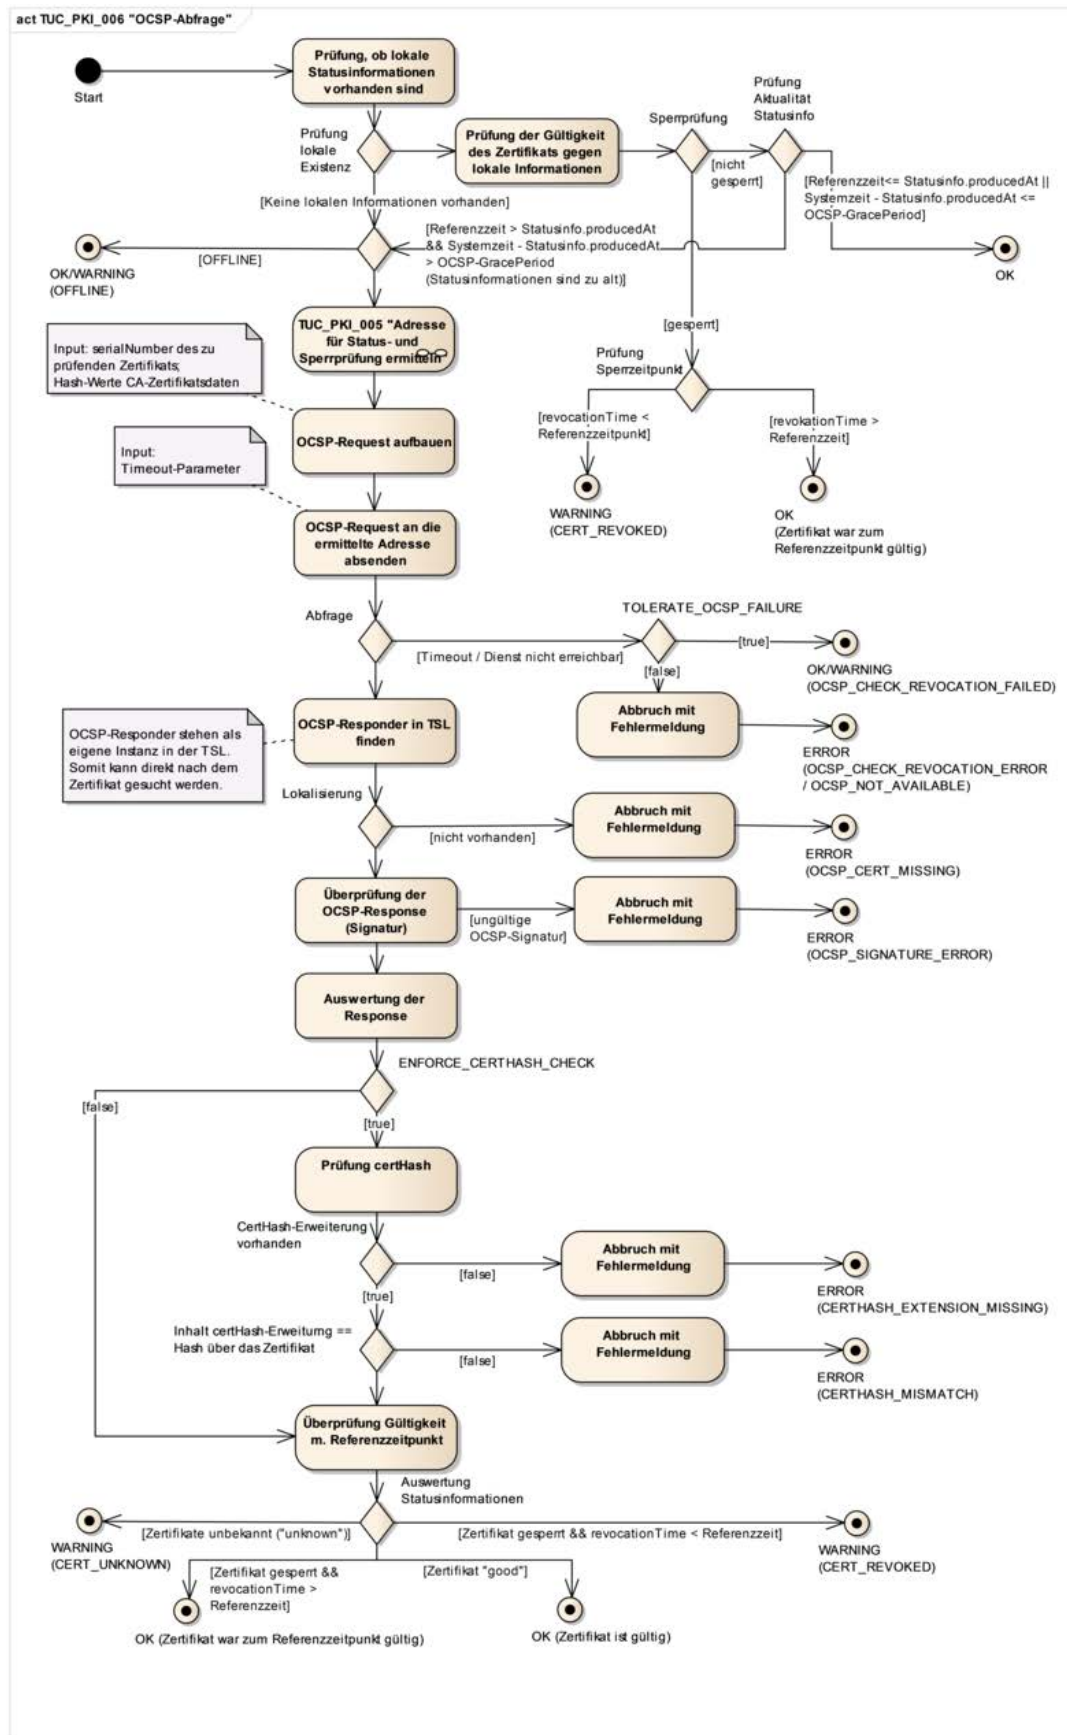 act TUC_PKI_006 "OCSP-Abfrage"
Start
Prüfung, ob lokale
Statusinformationen
vorhanden sind
Prüfung
lokale
Existenz
Prüfung der Gültigkeit
des Zertifikats gegen
lokale Informationen
Sperrprüfung
Prüfung
Aktualität
Statusinfo
[nicht
gesperrt]
[Referenzzeit<= Statusinfo.producedAt ||
Systemzeit - Statusinfo.producedAt <=
OCSP-GracePeriod]
OK
[Keine lokalen Informationen vorhanden]
[Referenzzeit > Statusinfo.producedAt
&& Systemzeit - Statusinfo.producedAt
> OCSP-GracePeriod
(Statusinformationen sind zu alt)]
[OFFLINE]
OK/WARNING
(OFFLINE)
TUC_PKI_005 "Adresse
für Status- und
Sperrprüfung ermitteln
[gesperrt]
Prüfung
Sperrzeitpunkt
[revocationTime <
Referenzzeitpunkt]
[revokationTime >
Referenzzeit]
WARNING
(CERT_REVOKED)
OK
(Zertifikat war zum
Referenzzeitpunkt gültig)
Input: serialNumber des zu
prüfenden Zertifikats;
Hash-Werte CA-Zertifikatsdaten
OCSP-Request aufbauen
Input:
Timeout-Parameter
OCSP-Request an die
ermittelte Adresse
absenden
Abfrage
[Timeout / Dienst nicht erreichbar]
TOLERATE_OCSP_FAILURE
[true]
[false]
OK/WARNING
(OCSP_CHECK_REVOCATION_FAILED)
Abbruch mit
Fehlermeldung
ERROR
(OCSP_CHECK_REVOCATION_ERROR
/ OCSP_NOT_AVAILABLE)
OCSP-Responder stehen als
eigene Instanz in der TSL.
Somit kann direkt nach dem
Zertifikat gesucht werden.
OCSP-Responder in TSL
finden
Lokalisierung
[nicht vorhanden]
Abbruch mit
Fehlermeldung
ERROR
(OCSP_CERT_MISSING)
Überprüfung der
OCSP-Response
(Signatur)
[ungültige
OCSP-Signatur]
Abbruch mit
Fehlermeldung
ERROR
(OCSP_SIGNATURE_ERROR)
Auswertung der
Response
ENFORCE_CERTHASH_CHECK
[false]
[true]
Prüfung certHash
CertHash-Erweiterung
vorhanden
[false]
[true]
Abbruch mit
Fehlermeldung
ERROR
(CERTHASH_EXTENSION_MISSING)
Inhalt certHash-Erweiturng ==
Hash über das Zertifikat
[false]
Abbruch mit
Fehlermeldung
ERROR
(CERTHASH_MISMATCH)
Überprüfung Gültigkeit
m. Referenzzeitpunkt
Auswertung
Statusinformationen
[Zertifikate unbekannt ("unknown")]
WARNING
(CERT_UNKNOWN)
[Zertifikat gesperrt && revocationTime < Referenzzeit]
WARNING
(CERT_REVOKED)
[Zertifikat gesperrt &&
revocationTime >
Referenzzeit]
[Zertifikat "good"]
OK (Zertifikat war zum Referenzzeitpunkt gültig)
OK (Zertifikat ist gültig)